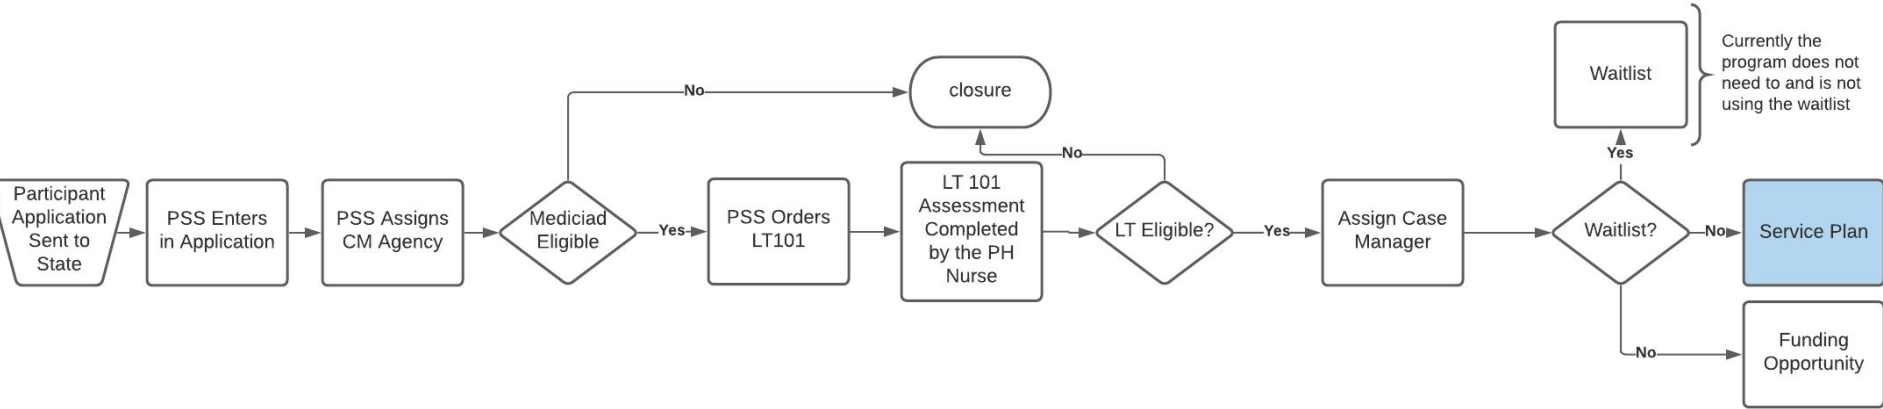 Participant
Application
Sent to
State
PSS Enters
in Application
PSS Assigns
CM Agency
Mediciad
Eligible
No
closure
Yes
PSS Orders
LT101
LT 101
Assessment
Completed
by the PH
Nurse
No
LT Eligible?
Yes
Assign Case
Manager
Waitlist?
Yes
Waitlist
Currently the
program does not
need to and is not
using the waitlist
No
Service Plan
No
Funding
Opportunity